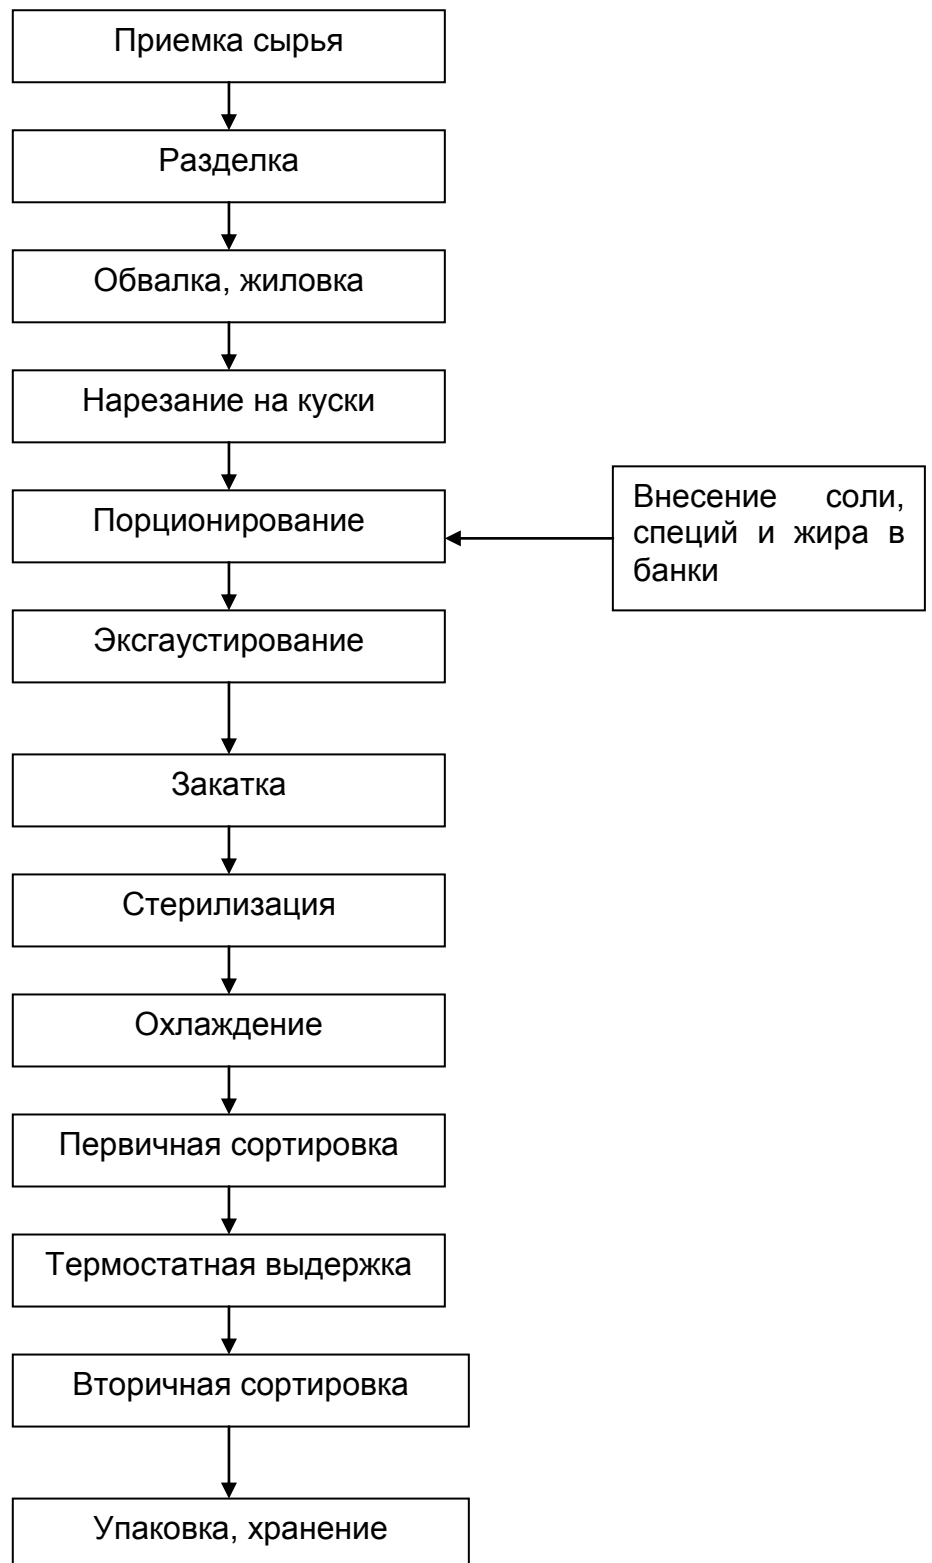 Приемка сырья
Разделка
Обвалка, жиловка
Нарезание на куски
Порционирование
Внесение соли,
специй и жира в
банки
Эксгаустирование
Закатка
Стерилизация
Охлаждение
Первичная сортировка
Термостатная выдержка
Вторичная сортировка
Упаковка, хранение